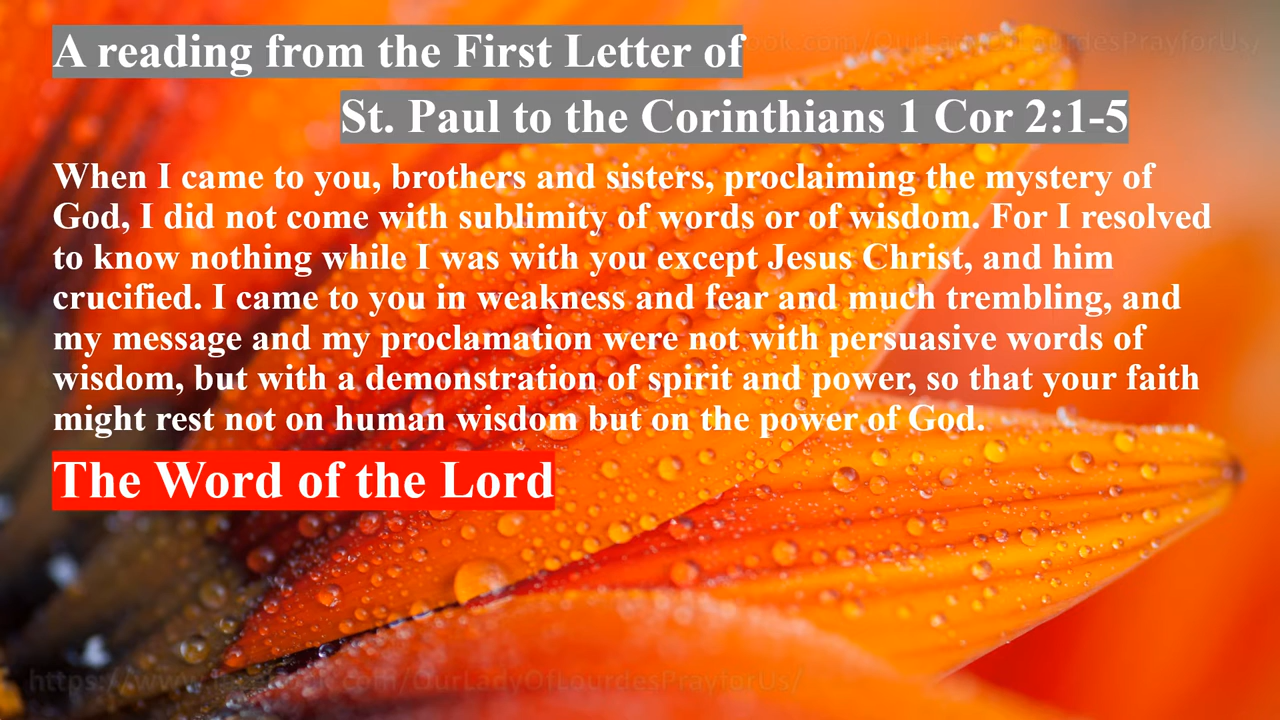 A reading from the First Letter of
St. Paul to the Corinthians 1 Cor 2:1-5
When I came to you, brothers and sisters, proclaiming the mystery of
God, I did not come with sublimity of words or of wisdom. For I resolved
to know nothing while I was with you except Jesus Christ, and him
crucified. I came to you in weakness and fear and much trembling, and
my message and my proclamation were not with persuasive words of
wisdom, but with a demonstration of spirit and power, so that your faith
might rest not on human wisdom but on the power of God.
The Word of the Lord
https://www.facebook.com/OurLadyOfLourdesPrayforUs/